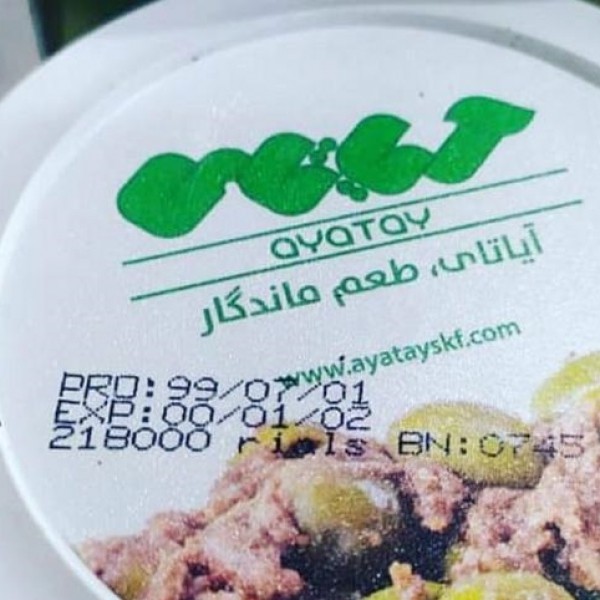 آیاتای
AYATAY
آیاتای، طعم ماندگار
www.ayatayskf.com
PRO:99/07/01
EXP:00/01/02
218000 rials BN:0745